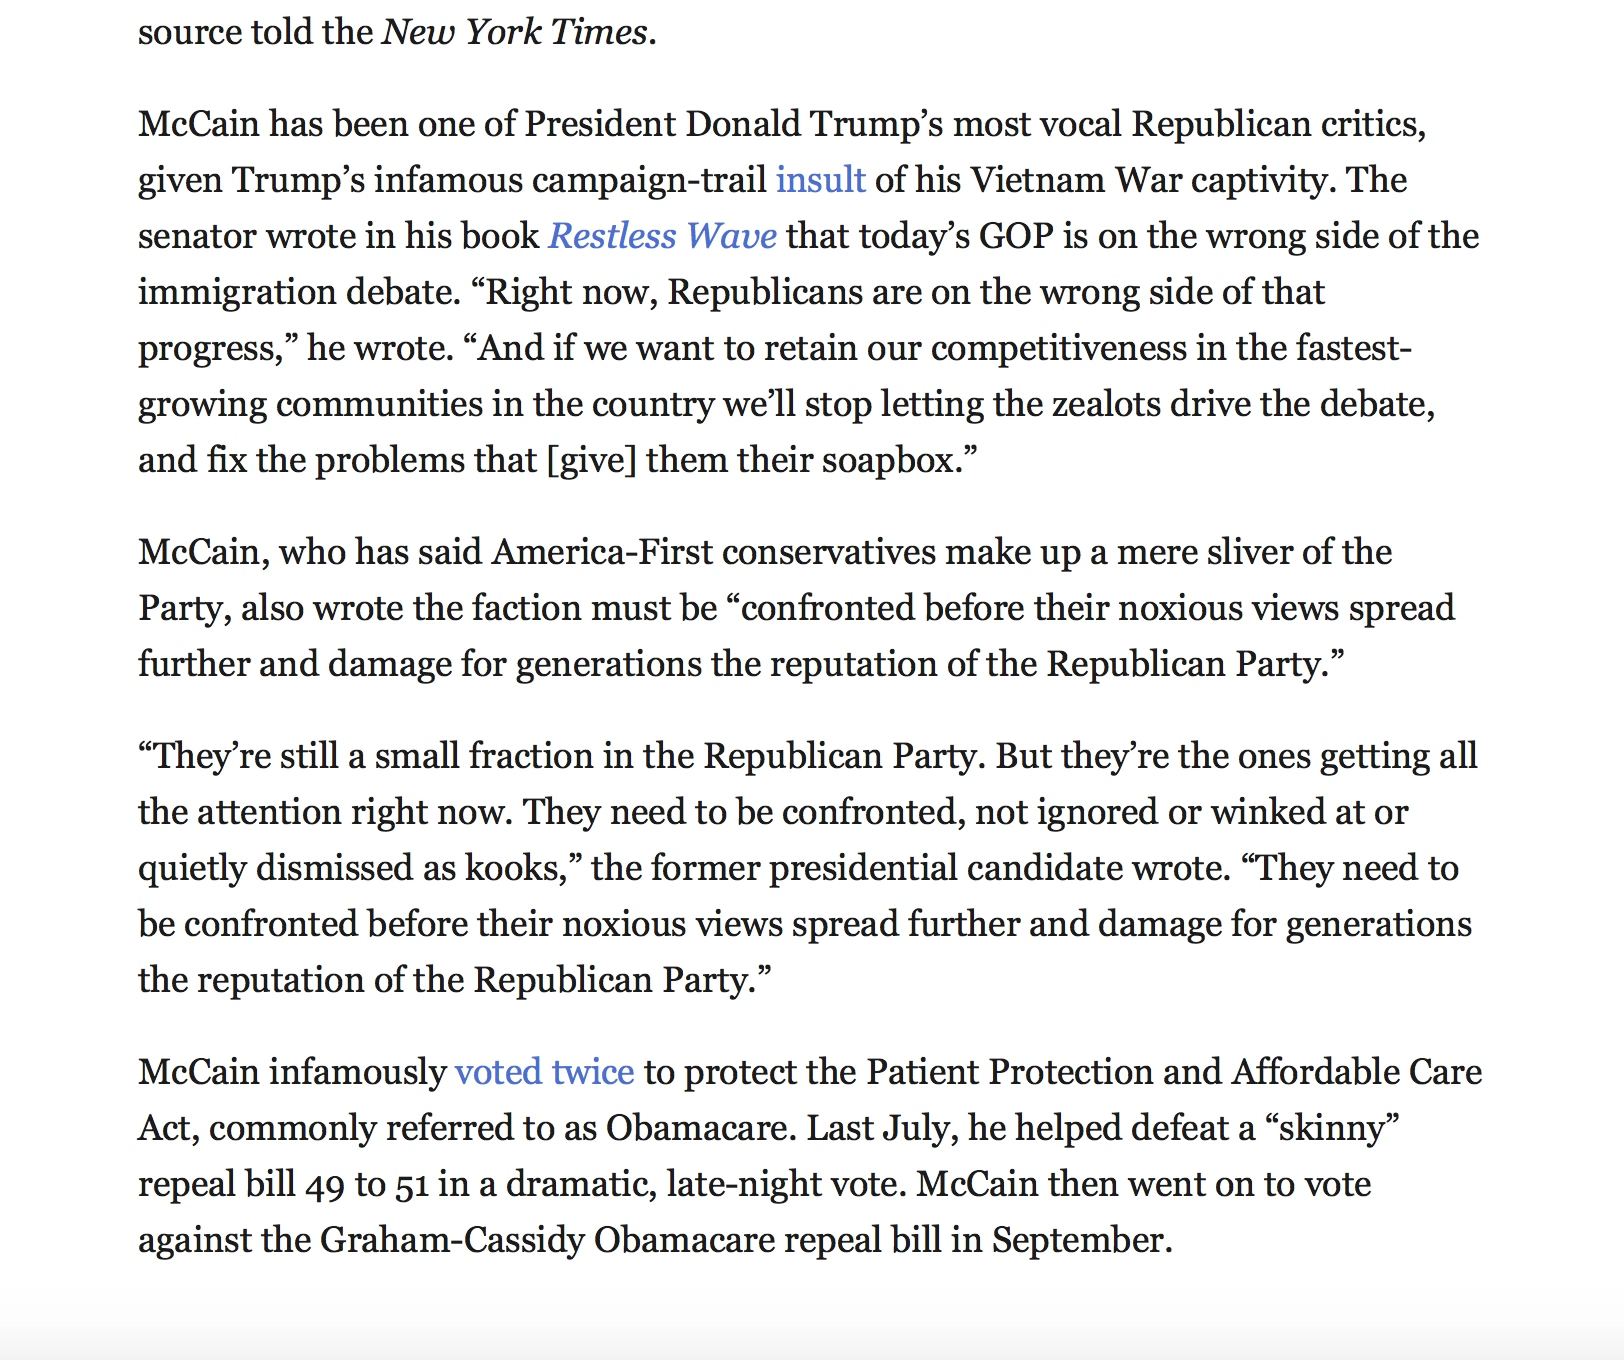 source told the New York Times.
McCain has been one of President Donald Trump’s most vocal Republican critics,
given Trump’s infamous campaign-trail insult of his Vietnam War captivity. The
senator wrote in his book Restless Wave that today’s GOP is on the wrong side of the
immigration debate. “Right now, Republicans are on the wrong side of that
progress,” he wrote. “And if we want to retain our competitiveness in the fastest-
growing communities in the country we’ll stop letting the zealots drive the debate,
and fix the problems that [give] them their soapbox.”
McCain, who has said America-First conservatives make up a mere sliver of the
Party, also wrote the faction must be “confronted before their noxious views spread
further and damage for generations the reputation of the Republican Party.”
“They’re still a small fraction in the Republican Party. But they’re the ones getting all
the attention right now. They need to be confronted, not ignored or winked at or
quietly dismissed as kooks,” the former presidential candidate wrote. “They need to
be confronted before their noxious views spread further and damage for generations
the reputation of the Republican Party.”
McCain infamously voted twice to protect the Patient Protection and Affordable Care
Act, commonly referred to as Obamacare. Last July, he helped defeat a “skinny”
repeal bill 49 to 51 in a dramatic, late-night vote. McCain then went on to vote
against the Graham-Cassidy Obamacare repeal bill in September.